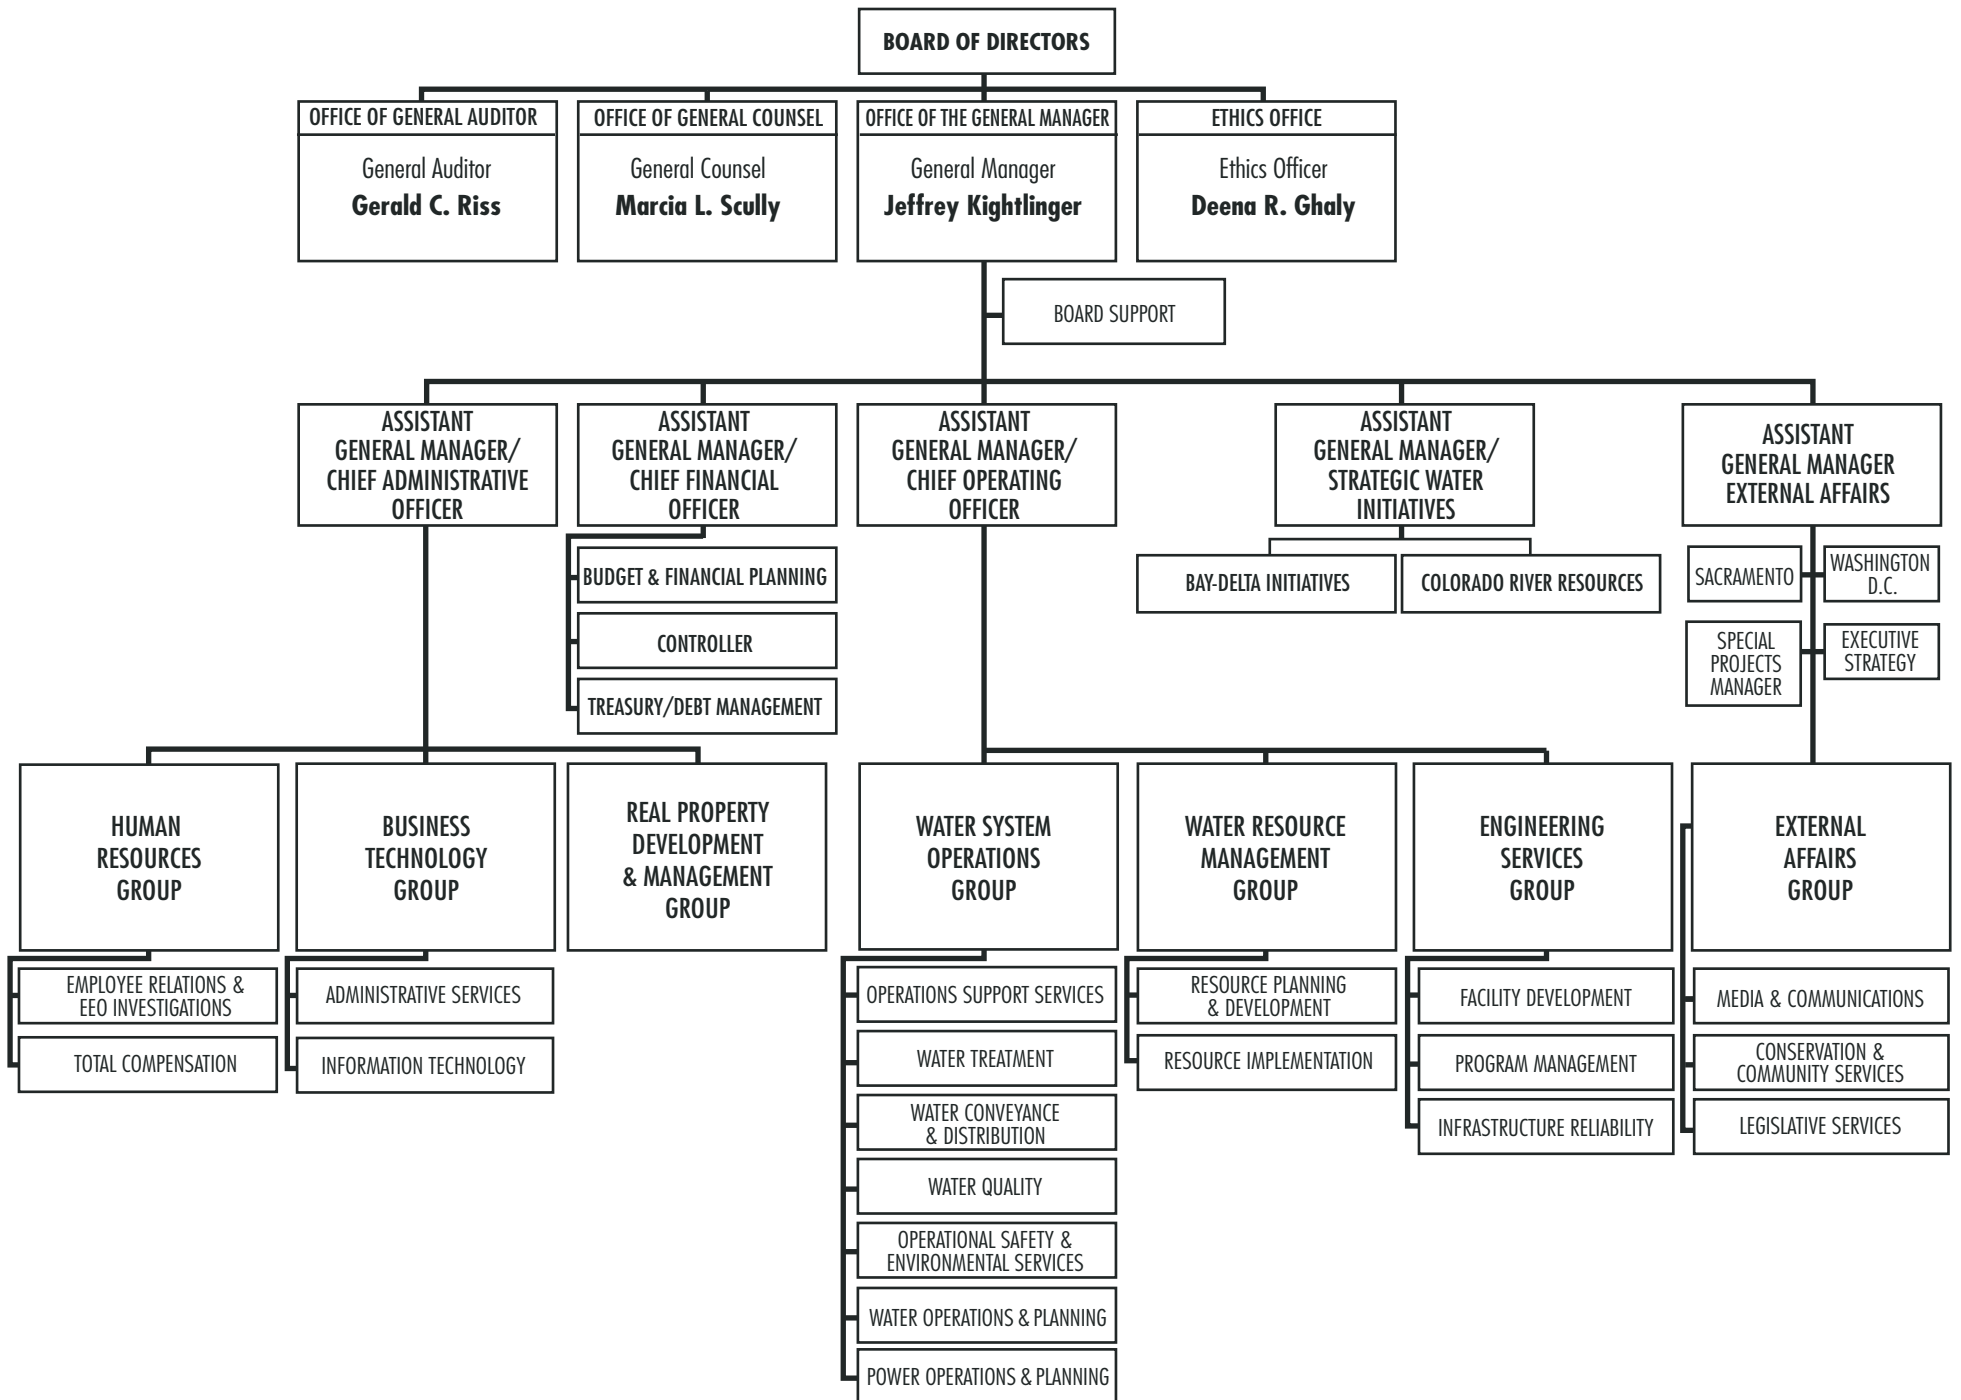 BOARD OF DIRECTORS
OFFICE OF GENERAL AUDITOR
General Auditor
Gerald C. Riss
OFFICE OF GENERAL COUNSEL
General Counsel
Marcia L. Scully
OFFICE OF THE GENERAL MANAGER
General Manager
Jeffrey Kightlinger
ETHICS OFFICE
Ethics Officer
Deena R. Ghaly
BOARD SUPPORT
ASSISTANT
GENERAL MANAGER/
CHIEF ADMINISTRATIVE
OFFICER
ASSISTANT
GENERAL MANAGER/
CHIEF FINANCIAL
OFFICER
ASSISTANT
GENERAL MANAGER/
CHIEF OPERATING
OFFICER
ASSISTANT
GENERAL MANAGER/
STRATEGIC WATER
INITIATIVES
ASSISTANT
GENERAL MANAGER
EXTERNAL AFFAIRS
BUDGET & FINANCIAL PLANNING
CONTROLLER
TREASURY/DEBT MANAGEMENT
BAY-DELTA INITIATIVES
COLORADO RIVER RESOURCES
SACRAMENTO
WASHINGTON
D.C.
SPECIAL
PROJECTS
MANAGER
EXECUTIVE
STRATEGY
HUMAN
RESOURCES
GROUP
BUSINESS
TECHNOLOGY
GROUP
REAL PROPERTY
DEVELOPMENT
& MANAGEMENT
GROUP
WATER SYSTEM
OPERATIONS
GROUP
WATER RESOURCE
MANAGEMENT
GROUP
ENGINEERING
SERVICES
GROUP
EXTERNAL
AFFAIRS
GROUP
EMPLOYEE RELATIONS &
EEO INVESTIGATIONS
TOTAL COMPENSATION
ADMINISTRATIVE SERVICES
INFORMATION TECHNOLOGY
OPERATIONS SUPPORT SERVICES
WATER TREATMENT
WATER CONVEYANCE
& DISTRIBUTION
WATER QUALITY
OPERATIONAL SAFETY &
ENVIRONMENTAL SERVICES
WATER OPERATIONS & PLANNING
POWER OPERATIONS & PLANNING
RESOURCE PLANNING
& DEVELOPMENT
RESOURCE IMPLEMENTATION
FACILITY DEVELOPMENT
PROGRAM MANAGEMENT
INFRASTRUCTURE RELIABILITY
MEDIA & COMMUNICATIONS
CONSERVATION &
COMMUNITY SERVICES
LEGISLATIVE SERVICES